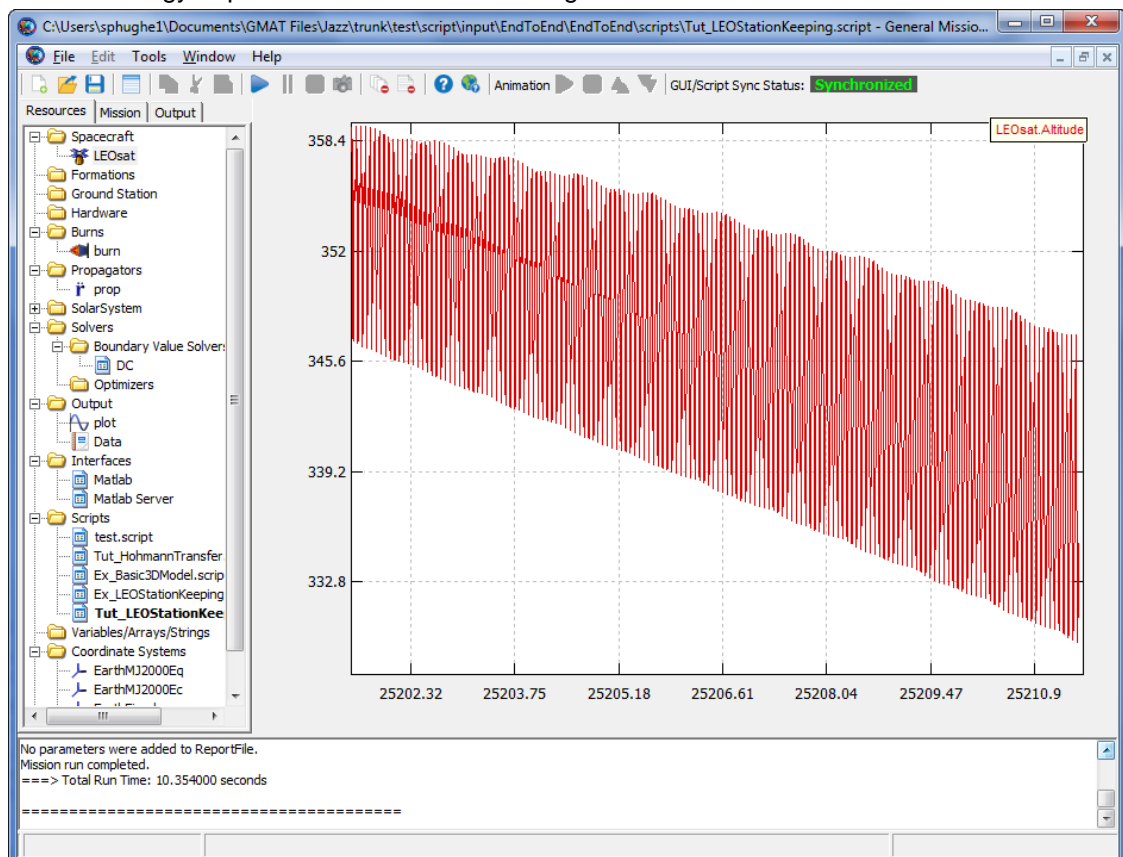 C:\Users\sphughe1\Documents\GMAT Files\Jazz\trunk\test\script\input\EndToEnd\EndToEnd\scripts\Tut_LEOStationKeeping.script - General Missio...
File Edit Tools Window Help
Animation GUI/Script Sync Status: Synchronized
Resources Mission Output
Spacecraft
LEOsat
Formations
Ground Station
Hardware
Burns
burn
Propagators
prop
SolarSystem
Solvers
Boundary Value Solver
DC
Optimizers
Output
plot
Data
Interfaces
Matlab
Matlab Server
Scripts
test.script
Tut_HohmannTransfer
Ex_Basic3DModel.scrip
Ex_LEOStationKeeping
Tut_LEOStationKee
Variables/Arrays/Strings
Coordinate Systems
EarthMJ2000Eq
EarthMJ2000Ec
LEOsat.Altitude
358.4
352
345.6
339.2
332.8
25202.32 25203.75 25205.18 25206.61 25208.04 25209.47 25210.9
No parameters were added to ReportFile.
Mission run completed.
===> Total Run Time: 10.354000 seconds
========================================